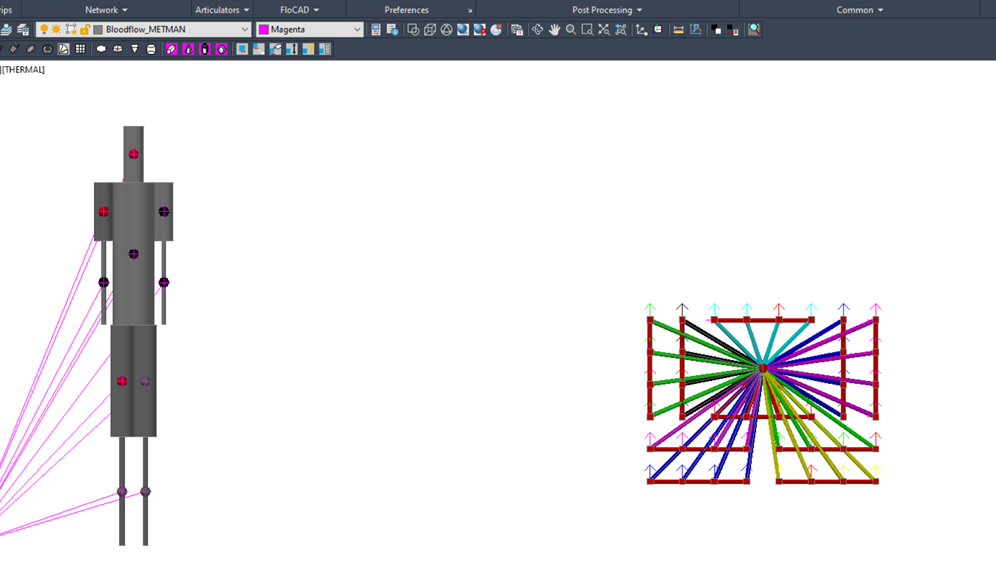 rips Network Articulators FloCAD Preferences Post Processing Common
Bloodflow_METMAN Magenta
][THERMAL]